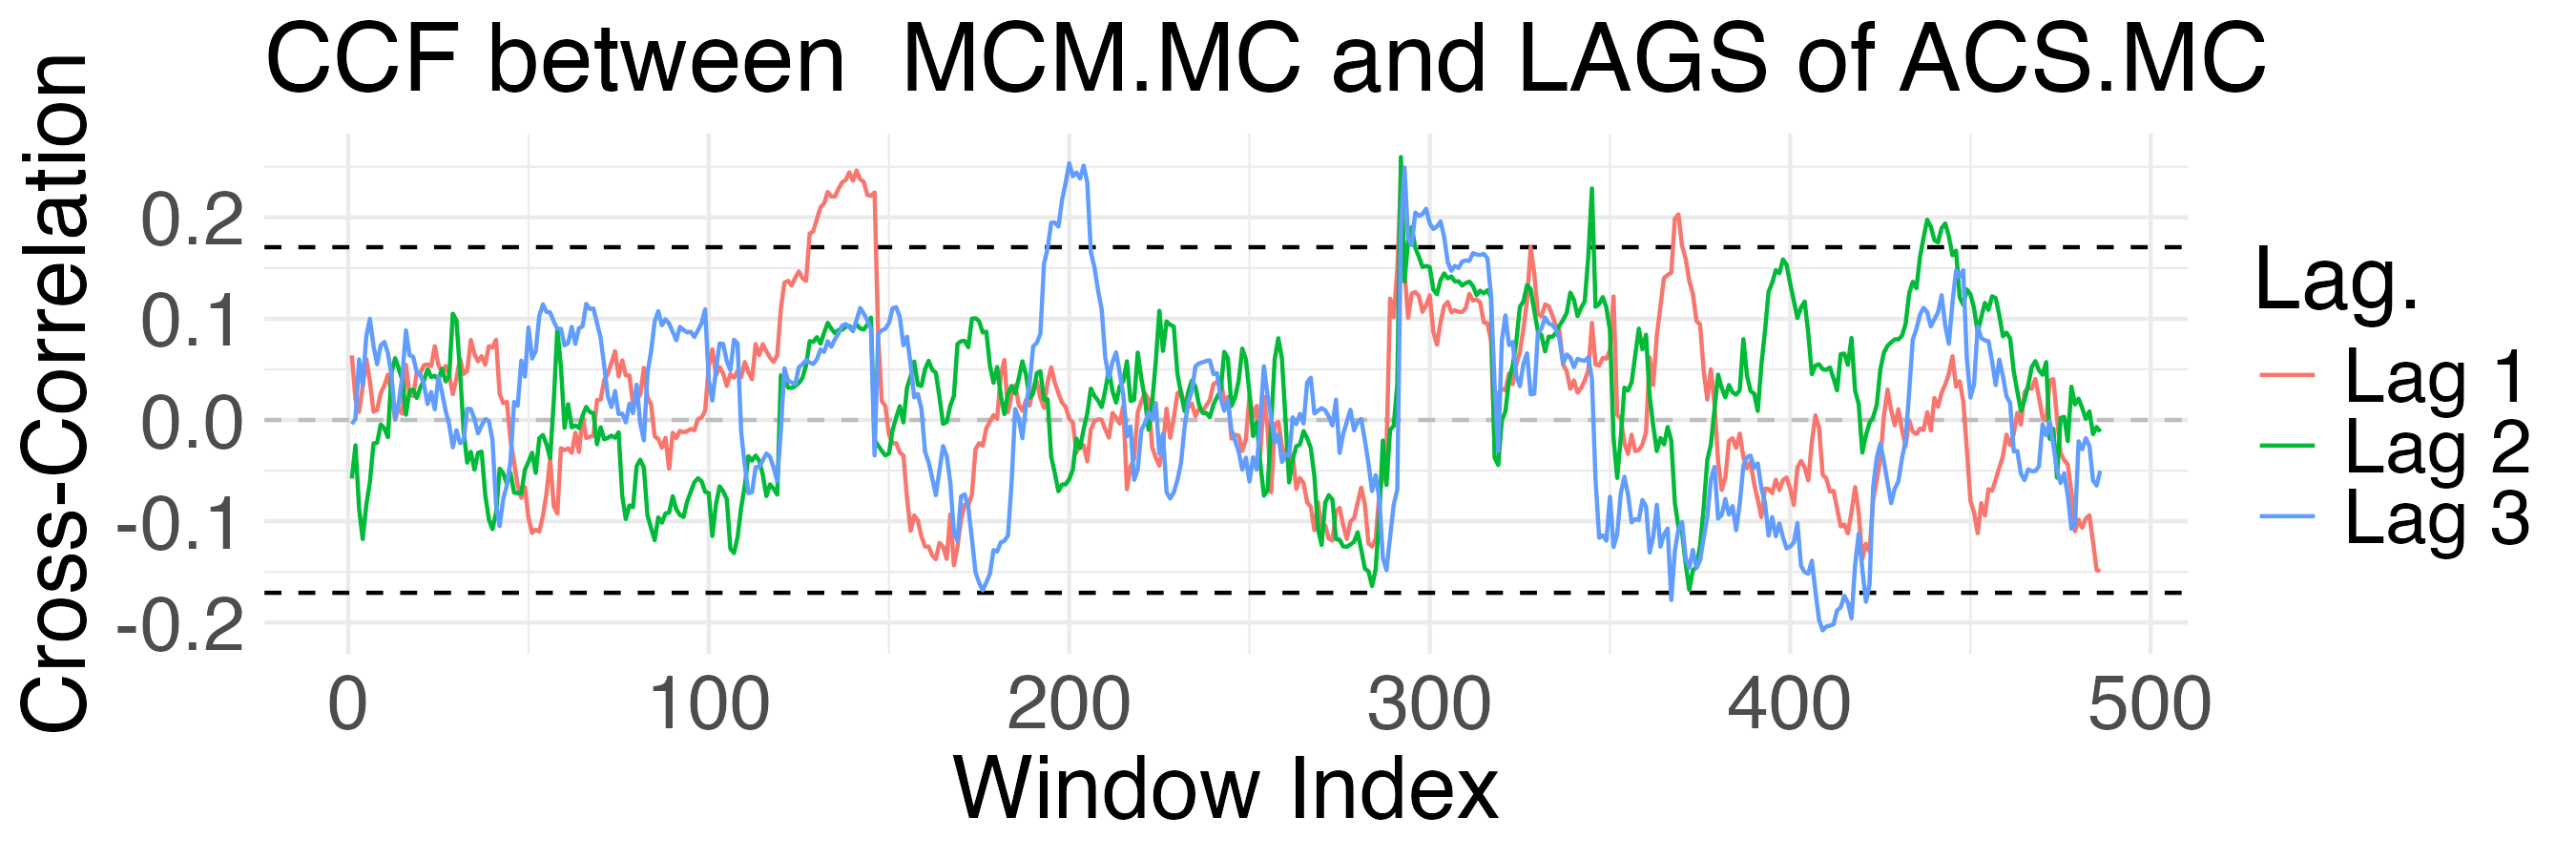 CCF between  MCM.MC and LAGS of ACS.MC
Cross-Correlation
0.2
0.1
0.0
-0.1
-0.2
0 100 200 300 400 500
Window Index
Lag.
Lag 1
Lag 2
Lag 3